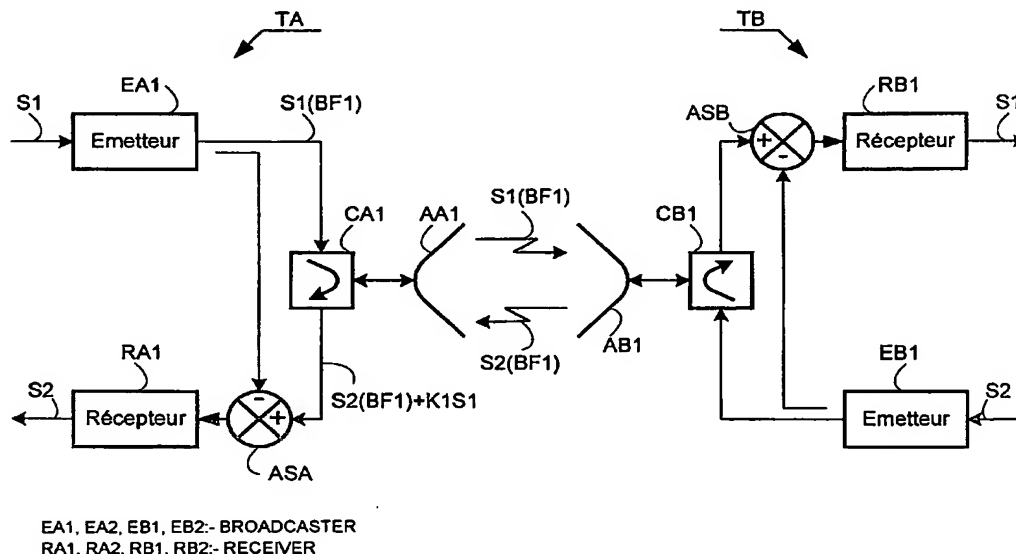 TA
TB
EA1
S1
S1(BF1)
RB1
S1
Emetteur
ASB
+
-
Récepteur
CA1
AA1
S1(BF1)
CB1
S2(BF1)
AB1
RA1
EB1
S2
-
S2(BF1)+K1S1
S2
Récepteur
+
Emetteur
ASA
EA1, EA2, EB1, EB2:- BROADCASTER
RA1, RA2, RB1, RB2:- RECEIVER